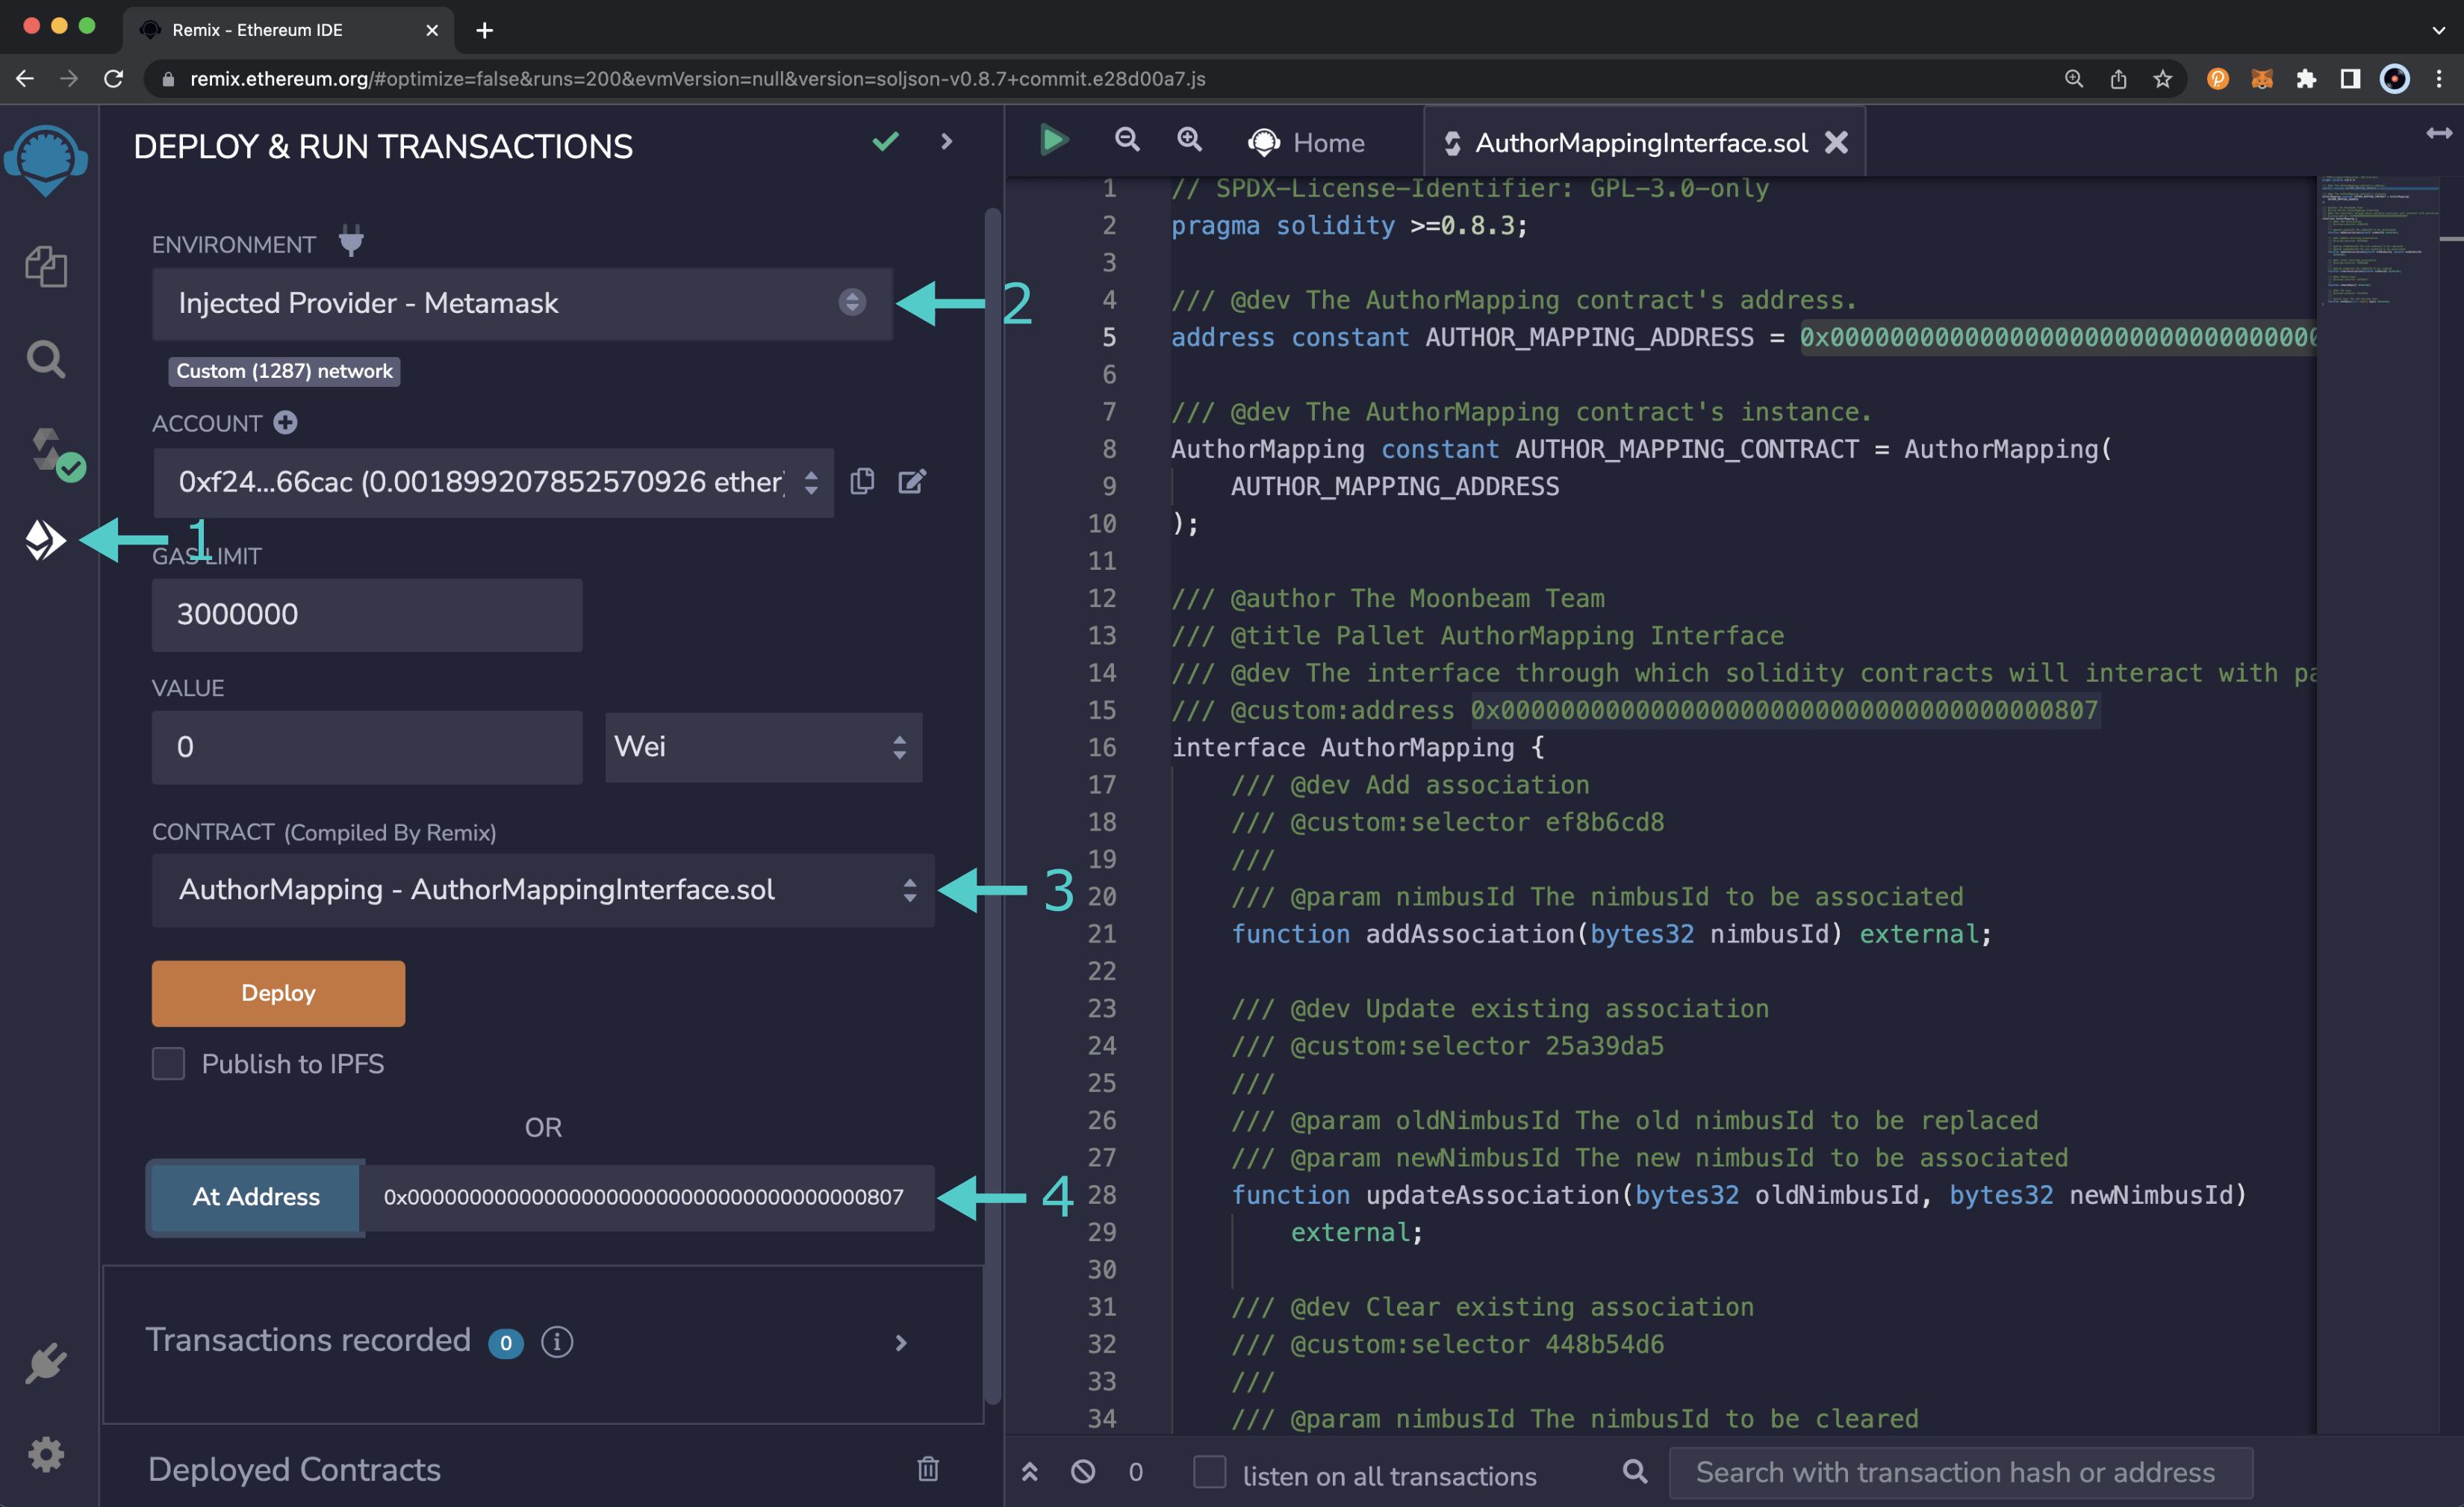 Remix - Ethereum IDE
remix.ethereum.org/#optimize=false&runs=200&evmVersion=null&version=soljson-v0.8.7+commit.e28d00a7.js
DEPLOY & RUN TRANSACTIONS
ENVIRONMENT
Injected Provider - Metamask
2
Custom (1287) network
ACCOUNT
0xf24...66cac (0.001899207852570926 ether)
1
GAS LIMIT
3000000
VALUE
0
Wei
CONTRACT (Compiled By Remix)
AuthorMapping - AuthorMappingInterface.sol
3
Deploy
Publish to IPFS
OR
At Address
0x0000000000000000000000000000000000000807
4
Transactions recorded 0 i
Deployed Contracts
Home
AuthorMappingInterface.sol
1 // SPDX-License-Identifier: GPL-3.0-only
2 pragma solidity >=0.8.3;
3
4 /// @dev The AuthorMapping contract's address.
5 address constant AUTHOR_MAPPING_ADDRESS =
6
7 /// @dev The AuthorMapping contract's instance.
8 AuthorMapping constant AUTHOR_MAPPING_CONTRACT = AuthorMapping(
9 AUTHOR_MAPPING_ADDRESS
10 );
11
12 /// @author The Moonbeam Team
13 /// @title Pallet AuthorMapping Interface
14 /// @dev The interface through which solidity contracts will interact with pa
15 /// @custom:address 0x0000000000000000000000000000000000000807
16 interface AuthorMapping {
17 /// @dev Add association
18 /// @custom:selector ef8b6cd8
19 ///
20 /// @param nimbusId The nimbusId to be associated
21 function addAssociation(bytes32 nimbusId) external;
22
23 /// @dev Update existing association
24 /// @custom:selector 25a39da5
25 ///
26 /// @param oldNimbusId The old nimbusId to be replaced
27 /// @param newNimbusId The new nimbusId to be associated
28 function updateAssociation(bytes32 oldNimbusId, bytes32 newNimbusId)
29 external;
30
31 /// @dev Clear existing association
32 /// @custom:selector 448b54d6
33 ///
34 /// @param nimbusId The nimbusId to be cleared
0
listen on all transactions
Search with transaction hash or address